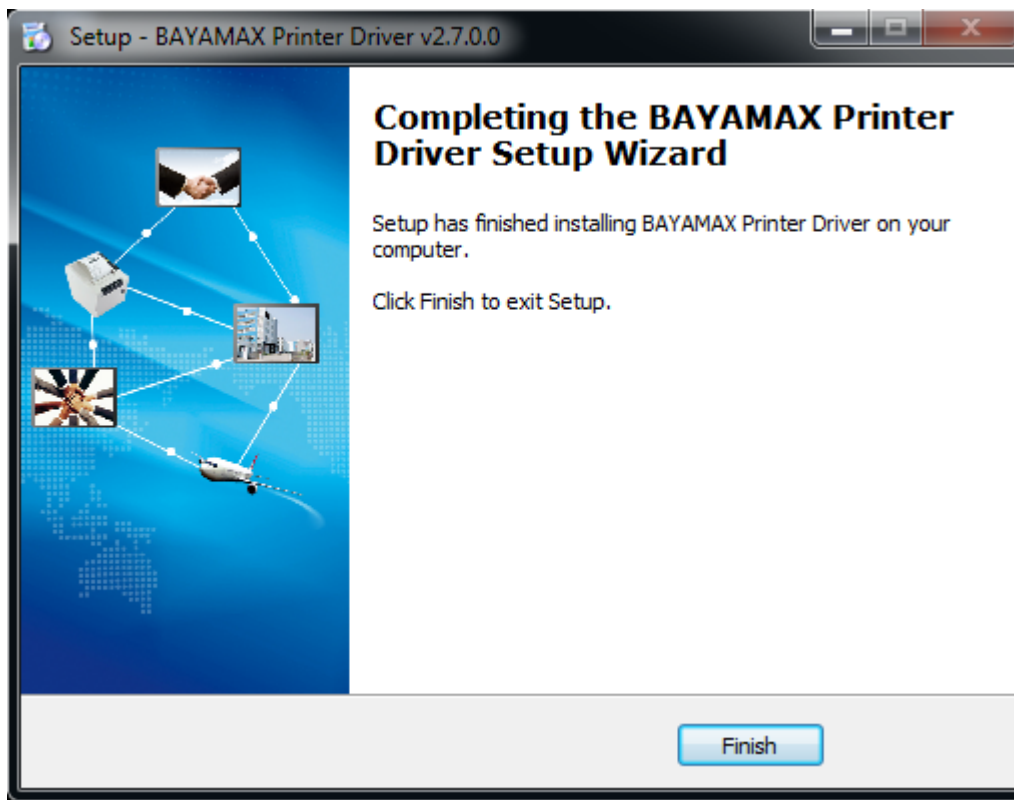 Setup - BAYAMAX Printer Driver v2.7.0.0
Completing the BAYAMAX Printer
Driver Setup Wizard
Setup has finished installing BAYAMAX Printer Driver on your
computer.
Click Finish to exit Setup.
Finish